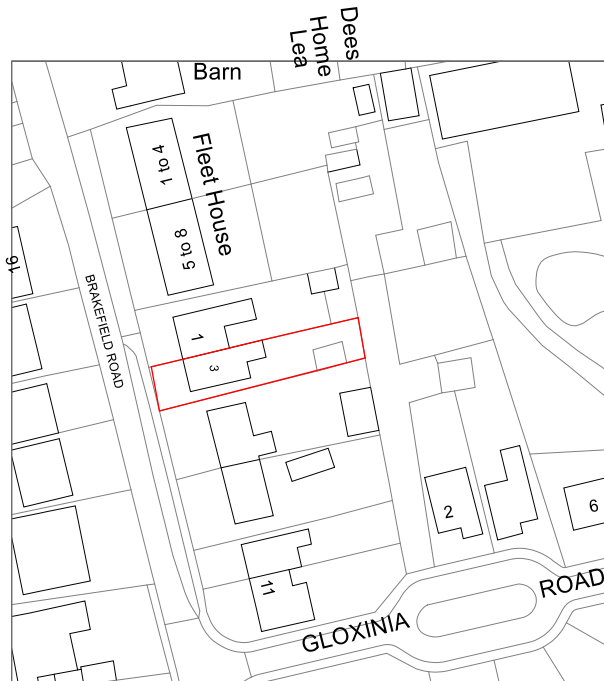 Dees
Home
Lea
Barn
1 to 4
Fleet House
5 to 8
16
BRAKEFIELD ROAD
1
3
2
6
11
GLOXINIA
ROAD